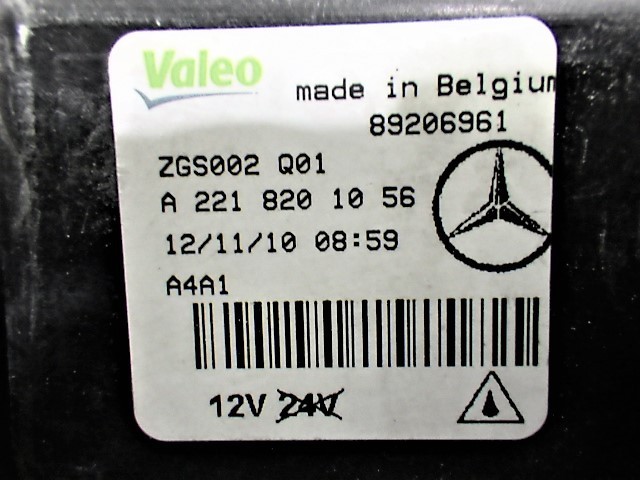 Valeo
made in Belgium
89206961
ZGS002 Q01
A 221 820 10 56
12/11/10 08:59
A4A1
12V 24V